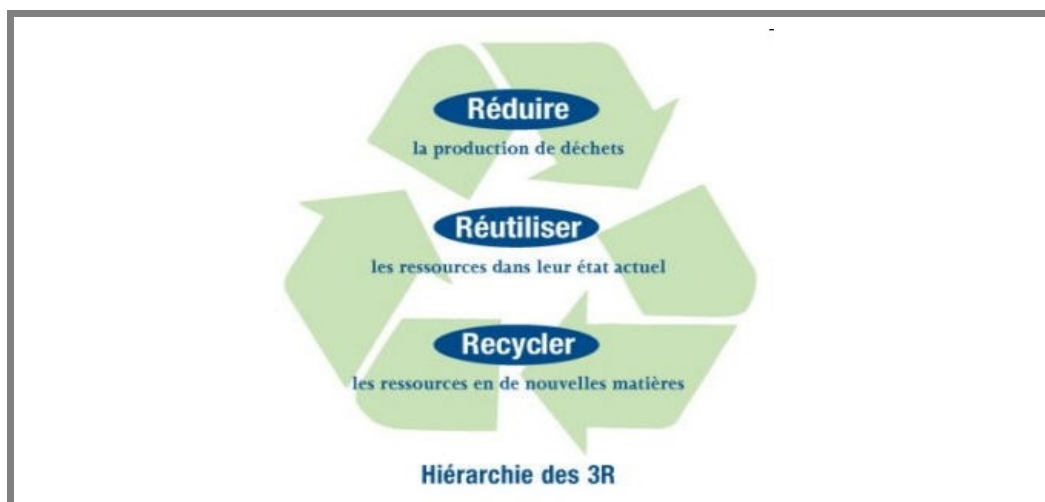 Réduire
la production de déchets
Réutiliser
les ressources dans leur état actuel
Recycler
les ressources en de nouvelles matières
Hiérarchie des 3R